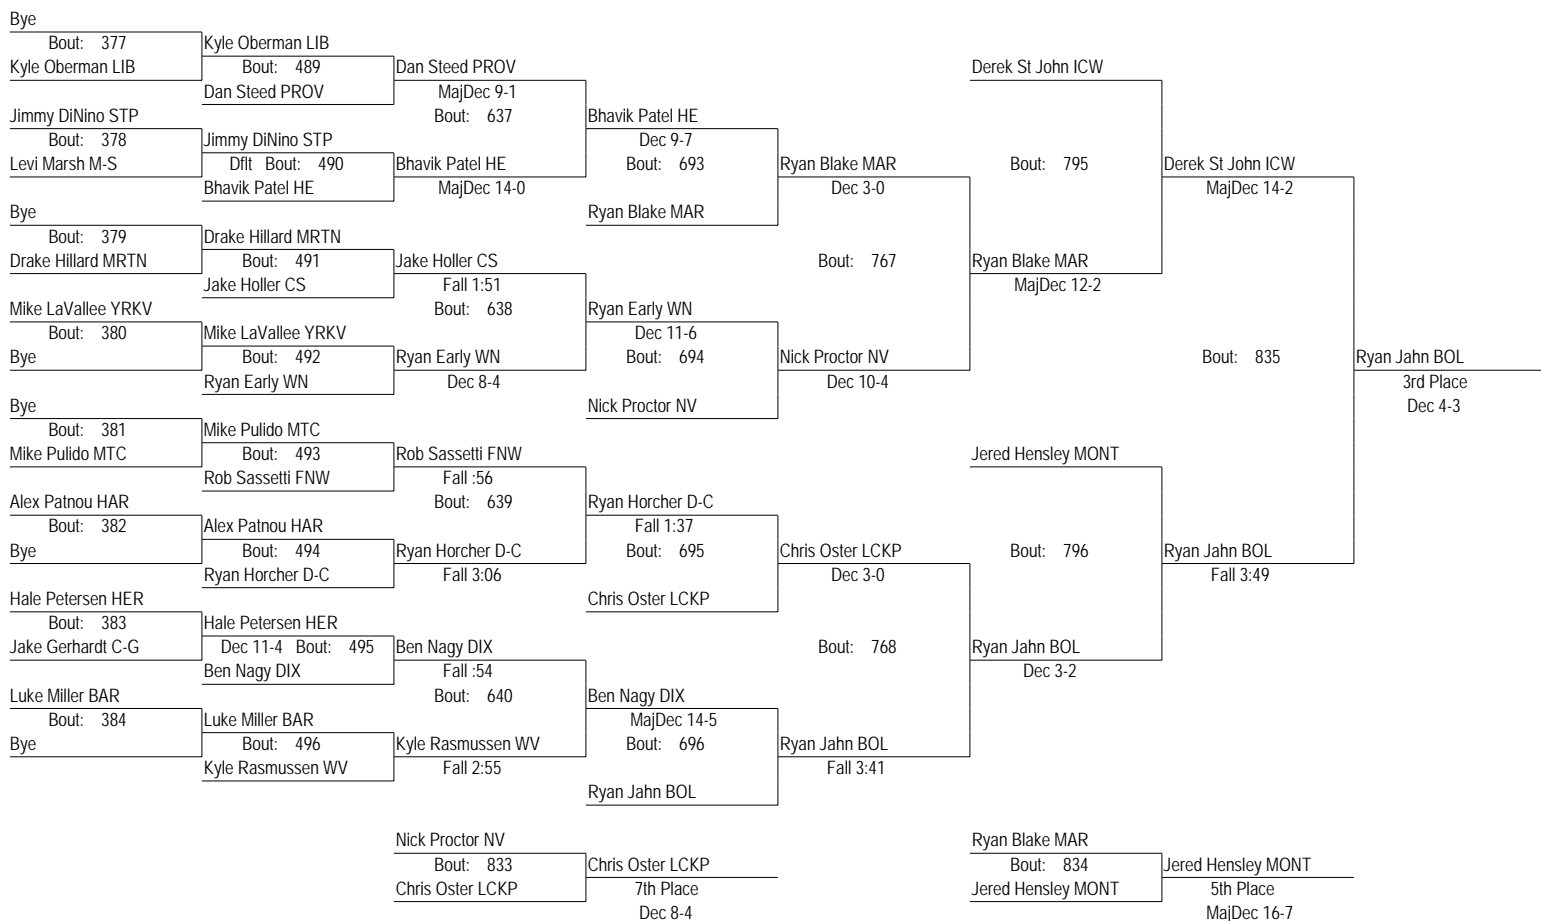 Bye
Bout: 377
Kyle Oberman LIB
Kyle Oberman LIB
Bout: 489
Dan Steed PROV
Dan Steed PROV
MajDec 9-1
Bout: 637
Jimmy DiNino STP
Bout: 378
Levi Marsh M-S
Jimmy DiNino STP
Dflt Bout: 490
Bhavik Patel HE
Bhavik Patel HE
MajDec 14-0
Bhavik Patel HE
Dec 9-7
Bout: 693
Ryan Blake MAR
Bye
Bout: 379
Drake Hillard MRTN
Drake Hillard MRTN
Bout: 491
Jake Holler CS
Jake Holler CS
Fall 1:51
Bout: 638
Mike LaVallee YRKV
Bout: 380
Bye
Mike LaVallee YRKV
Bout: 492
Ryan Early WN
Ryan Early WN
Dec 8-4
Ryan Early WN
Dec 11-6
Bout: 694
Nick Proctor NV
Ryan Blake MAR
Dec 3-0
Bout: 767
Nick Proctor NV
Dec 10-4
Bye
Bout: 381
Mike Pulido MTC
Mike Pulido MTC
Bout: 493
Rob Sassetti FNW
Rob Sassetti FNW
Fall :56
Bout: 639
Alex Patnou HAR
Bout: 382
Bye
Alex Patnou HAR
Bout: 494
Ryan Horcher D-C
Ryan Horcher D-C
Fall 3:06
Ryan Horcher D-C
Fall 1:37
Bout: 695
Chris Oster LCKP
Hale Petersen HER
Bout: 383
Jake Gerhardt C-G
Hale Petersen HER
Dec 11-4 Bout: 495
Ben Nagy DIX
Ben Nagy DIX
Fall :54
Bout: 640
Luke Miller BAR
Bout: 384
Bye
Luke Miller BAR
Bout: 496
Kyle Rasmussen WV
Kyle Rasmussen WV
Fall 2:55
Ben Nagy DIX
MajDec 14-5
Bout: 696
Ryan Jahn BOL
Chris Oster LCKP
Dec 3-0
Bout: 768
Ryan Jahn BOL
Fall 3:41
Derek St John ICW
Bout: 795
Ryan Blake MAR
MajDec 12-2
Derek St John ICW
MajDec 14-2
Jered Hensley MONT
Bout: 796
Ryan Jahn BOL
Dec 3-2
Ryan Jahn BOL
Fall 3:49
Bout: 835
Ryan Jahn BOL
3rd Place
Dec 4-3
Nick Proctor NV
Bout: 833
Chris Oster LCKP
Chris Oster LCKP
7th Place
Dec 8-4
Ryan Blake MAR
Bout: 834
Jered Hensley MONT
Jered Hensley MONT
5th Place
MajDec 16-7